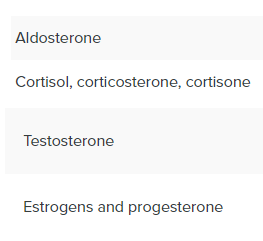 Aldosterone
Cortisol, corticosterone, cortisone
Testosterone
Estrogens and progesterone